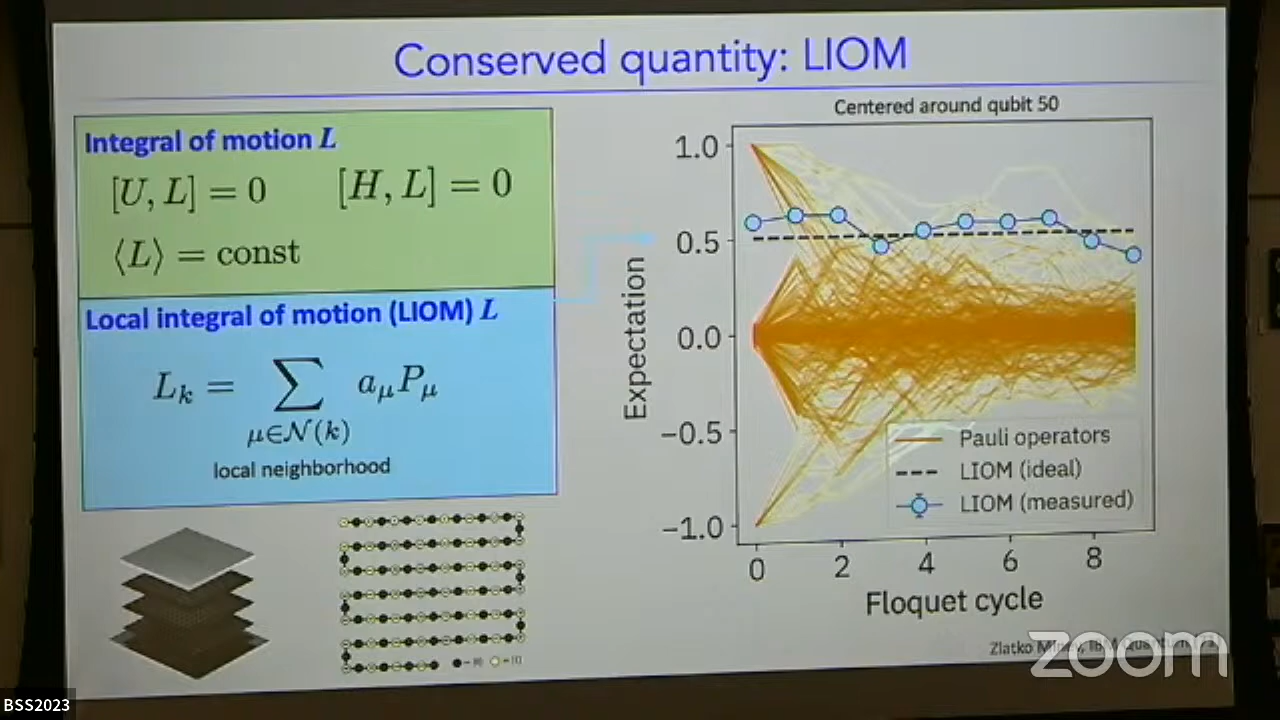 Conserved quantity: LIOM
Integral of motion L
[U, L] = 0 [H, L] = 0
⟨L⟩ = const
Local integral of motion (LIOM) L
L_k = ∑ a_μ P_μ
μ∈𝒩(k)
local neighborhood
Centered around qubit 50
Expectation
1.0
0.5
0.0
−0.5
−1.0
Pauli operators
LIOM (ideal)
LIOM (measured)
0 2 4 6 8
Floquet cycle
Zlatko
zoom
BSS2023